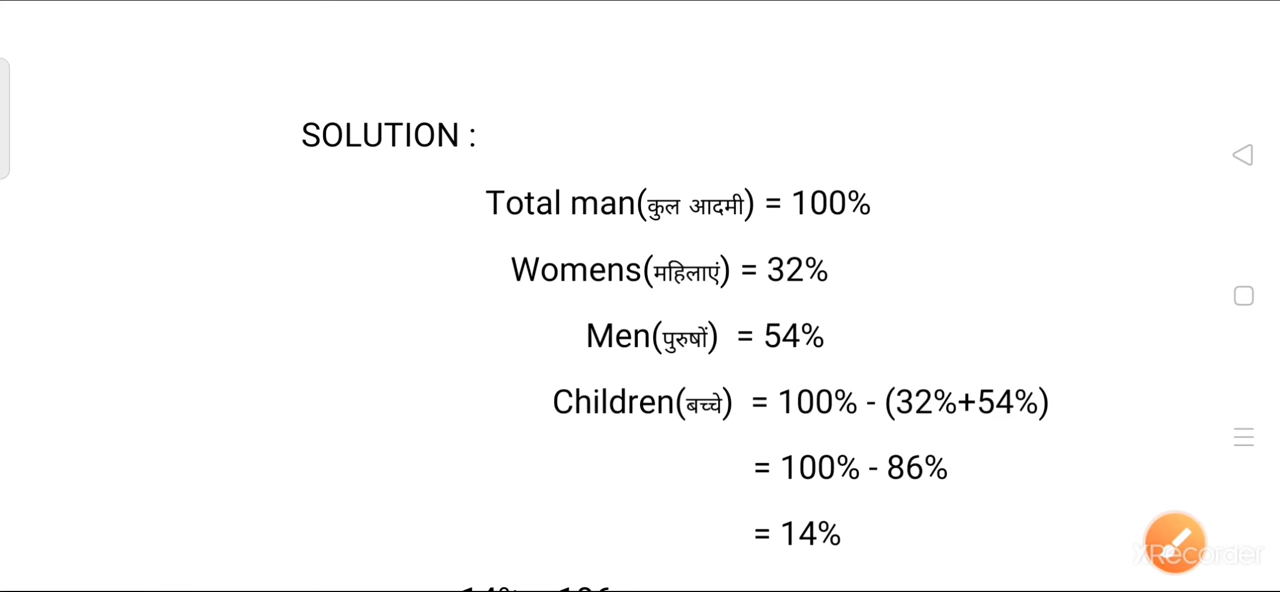 SOLUTION :
Total man(कुल आदमी) = 100%
Womens(महिलाएं) = 32%
Men(पुरुषों) = 54%
Children(बच्चे) = 100% - (32%+54%)
= 100% - 86%
= 14%
XRecorder